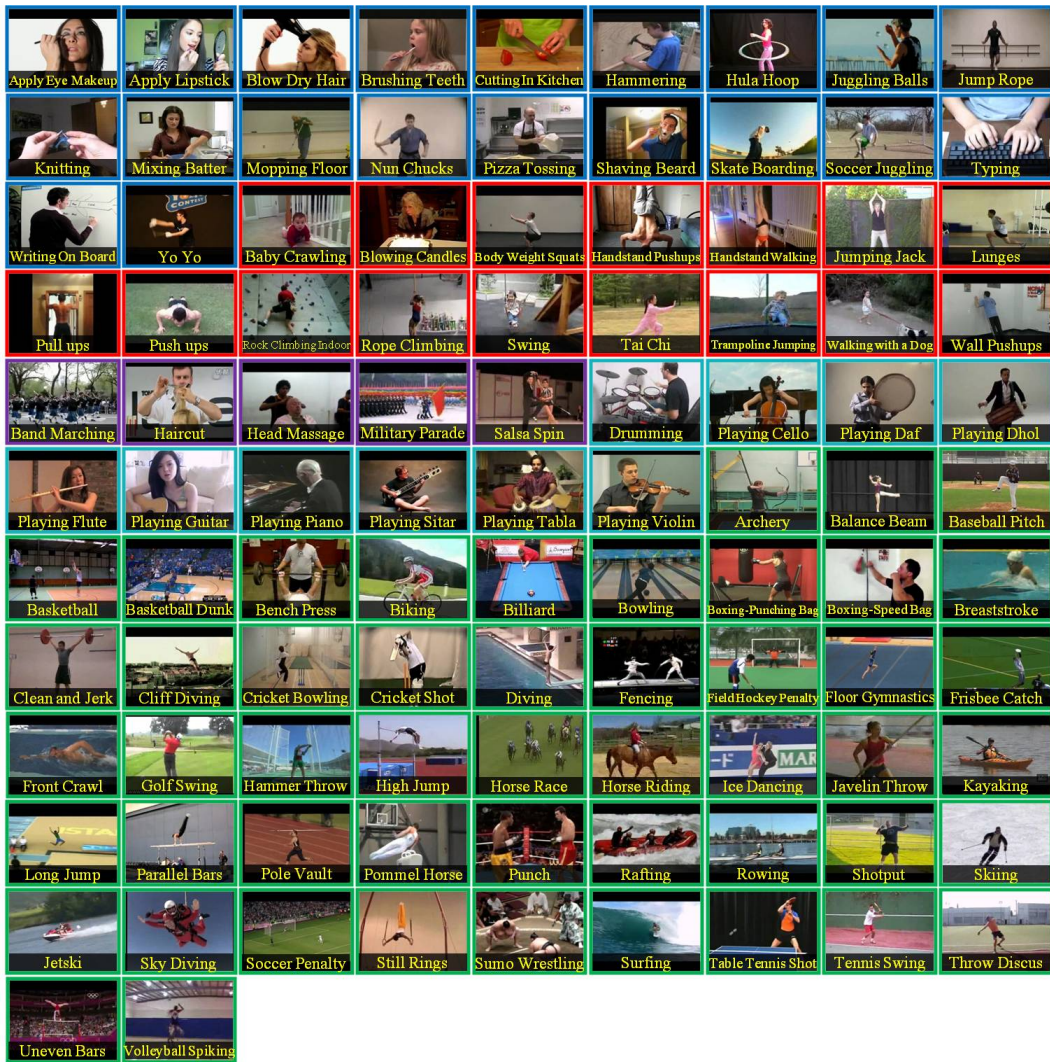 Apply Eye Makeup
Apply Lipstick
Blow Dry Hair
Brushing Teeth
Cutting In Kitchen
Hammering
Hula Hoop
Juggling Balls
Jump Rope
Knitting
Mixing Batter
Mopping Floor
Nun Chucks
Pizza Tossing
Shaving Beard
Skate Boarding
Soccer Juggling
Typing
Writing On Board
CONTEST
Yo Yo
Baby Crawling
Blowing Candles
Body Weight Squats
Handstand Pushups
Handstand Walking
Jumping Jack
Lunges
Pull ups
Push ups
Rock Climbing Indoor
Rope Climbing
Swing
Tai Chi
Trampoline Jumping
Walking with a Dog
Wall Pushups
Band Marching
Haircut
Head Massage
Military Parade
Salsa Spin
Drumming
Playing Cello
Playing Daf
Playing Dhol
Playing Flute
Playing Guitar
Playing Piano
Playing Sitar
Playing Tabla
Playing Violin
Archery
Balance Beam
Baseball Pitch
Basketball
Basketball Dunk
Bench Press
Biking
Billiard
Bowling
Boxing-Punching Bag
Boxing-Speed Bag
Breaststroke
Clean and Jerk
Cliff Diving
Cricket Bowling
Cricket Shot
Diving
Fencing
Field Hockey Penalty
Floor Gymnastics
Frisbee Catch
Front Crawl
Golf Swing
Hammer Throw
High Jump
Horse Race
Horse Riding
MAR
Ice Dancing
Javelin Throw
Kayaking
Long Jump
Parallel Bars
Pole Vault
Pommel Horse
Punch
Rafting
Rowing
Shotput
Skiing
Jetski
Sky Diving
Soccer Penalty
Still Rings
Sumo Wrestling
Surfing
Table Tennis Shot
Tennis Swing
Throw Discus
Uneven Bars
Volleyball Spiking